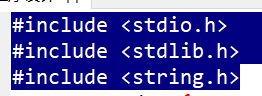 #include <stdio.h>
#include <stdlib.h>
#include <string.h>